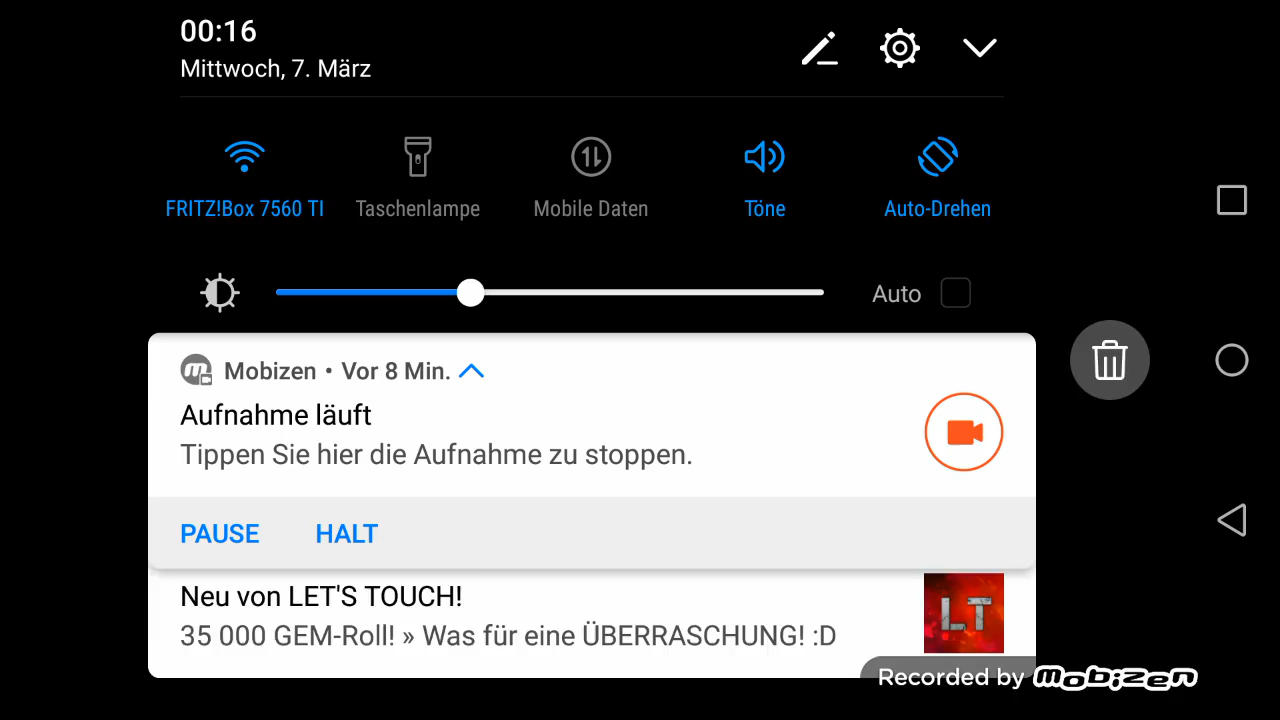 00:16
Mittwoch, 7. März
FRITZ!Box 7560 TI
Taschenlampe
Mobile Daten
Töne
Auto-Drehen
Auto
Mobizen • Vor 8 Min.
Aufnahme läuft
Tippen Sie hier die Aufnahme zu stoppen.
PAUSE HALT
Neu von LET'S TOUCH!
35 000 GEM-Roll! » Was für eine ÜBERRASCHUNG! :D
LT
Recorded by mobizen